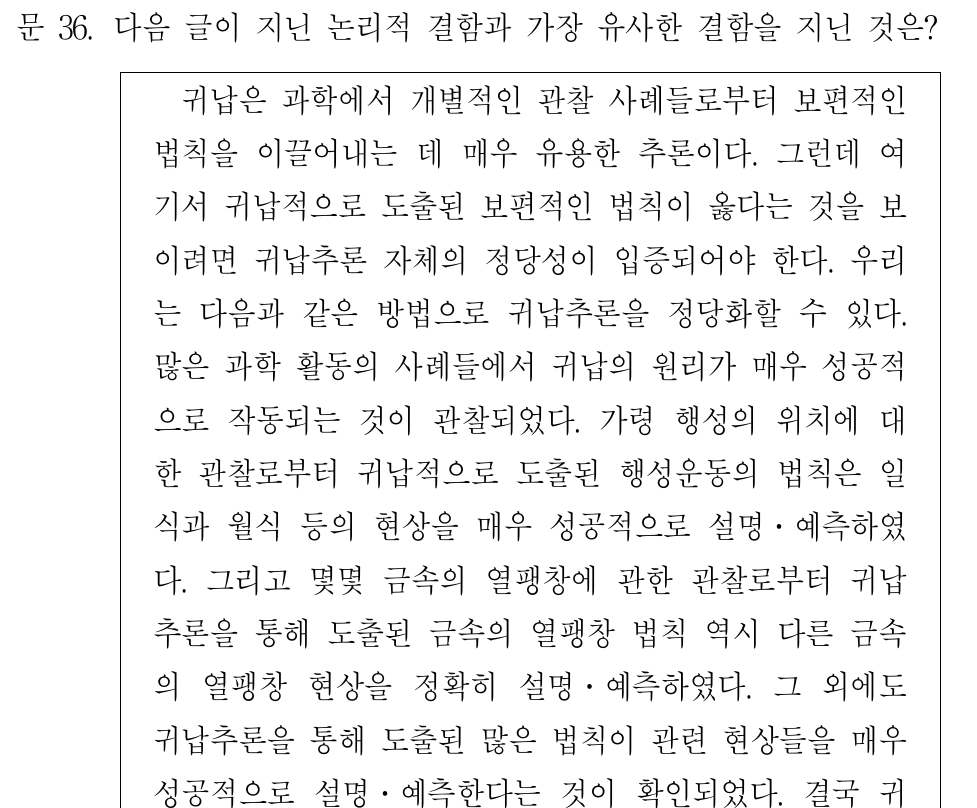 문 36. 다음 글이 지닌 논리적 결함과 가장 유사한 결함을 지닌 것은?
귀납은 과학에서 개별적인 관찰 사례들로부터 보편적인
법칙을 이끌어내는 데 매우 유용한 추론이다. 그런데 여
기서 귀납적으로 도출된 보편적인 법칙이 옳다는 것을 보
이려면 귀납추론 자체의 정당성이 입증되어야 한다. 우리
는 다음과 같은 방법으로 귀납추론을 정당화할 수 있다.
많은 과학 활동의 사례들에서 귀납의 원리가 매우 성공적
으로 작동되는 것이 관찰되었다. 가령 행성의 위치에 대
한 관찰로부터 귀납적으로 도출된 행성운동의 법칙은 일
식과 월식 등의 현상을 매우 성공적으로 설명·예측하였
다. 그리고 몇몇 금속의 열팽창에 관한 관찰로부터 귀납
추론을 통해 도출된 금속의 열팽창 법칙 역시 다른 금속
의 열팽창 현상을 정확히 설명·예측하였다. 그 외에도
귀납추론을 통해 도출된 많은 법칙이 관련 현상들을 매우
성공적으로 설명·예측한다는 것이 확인되었다. 결국 귀